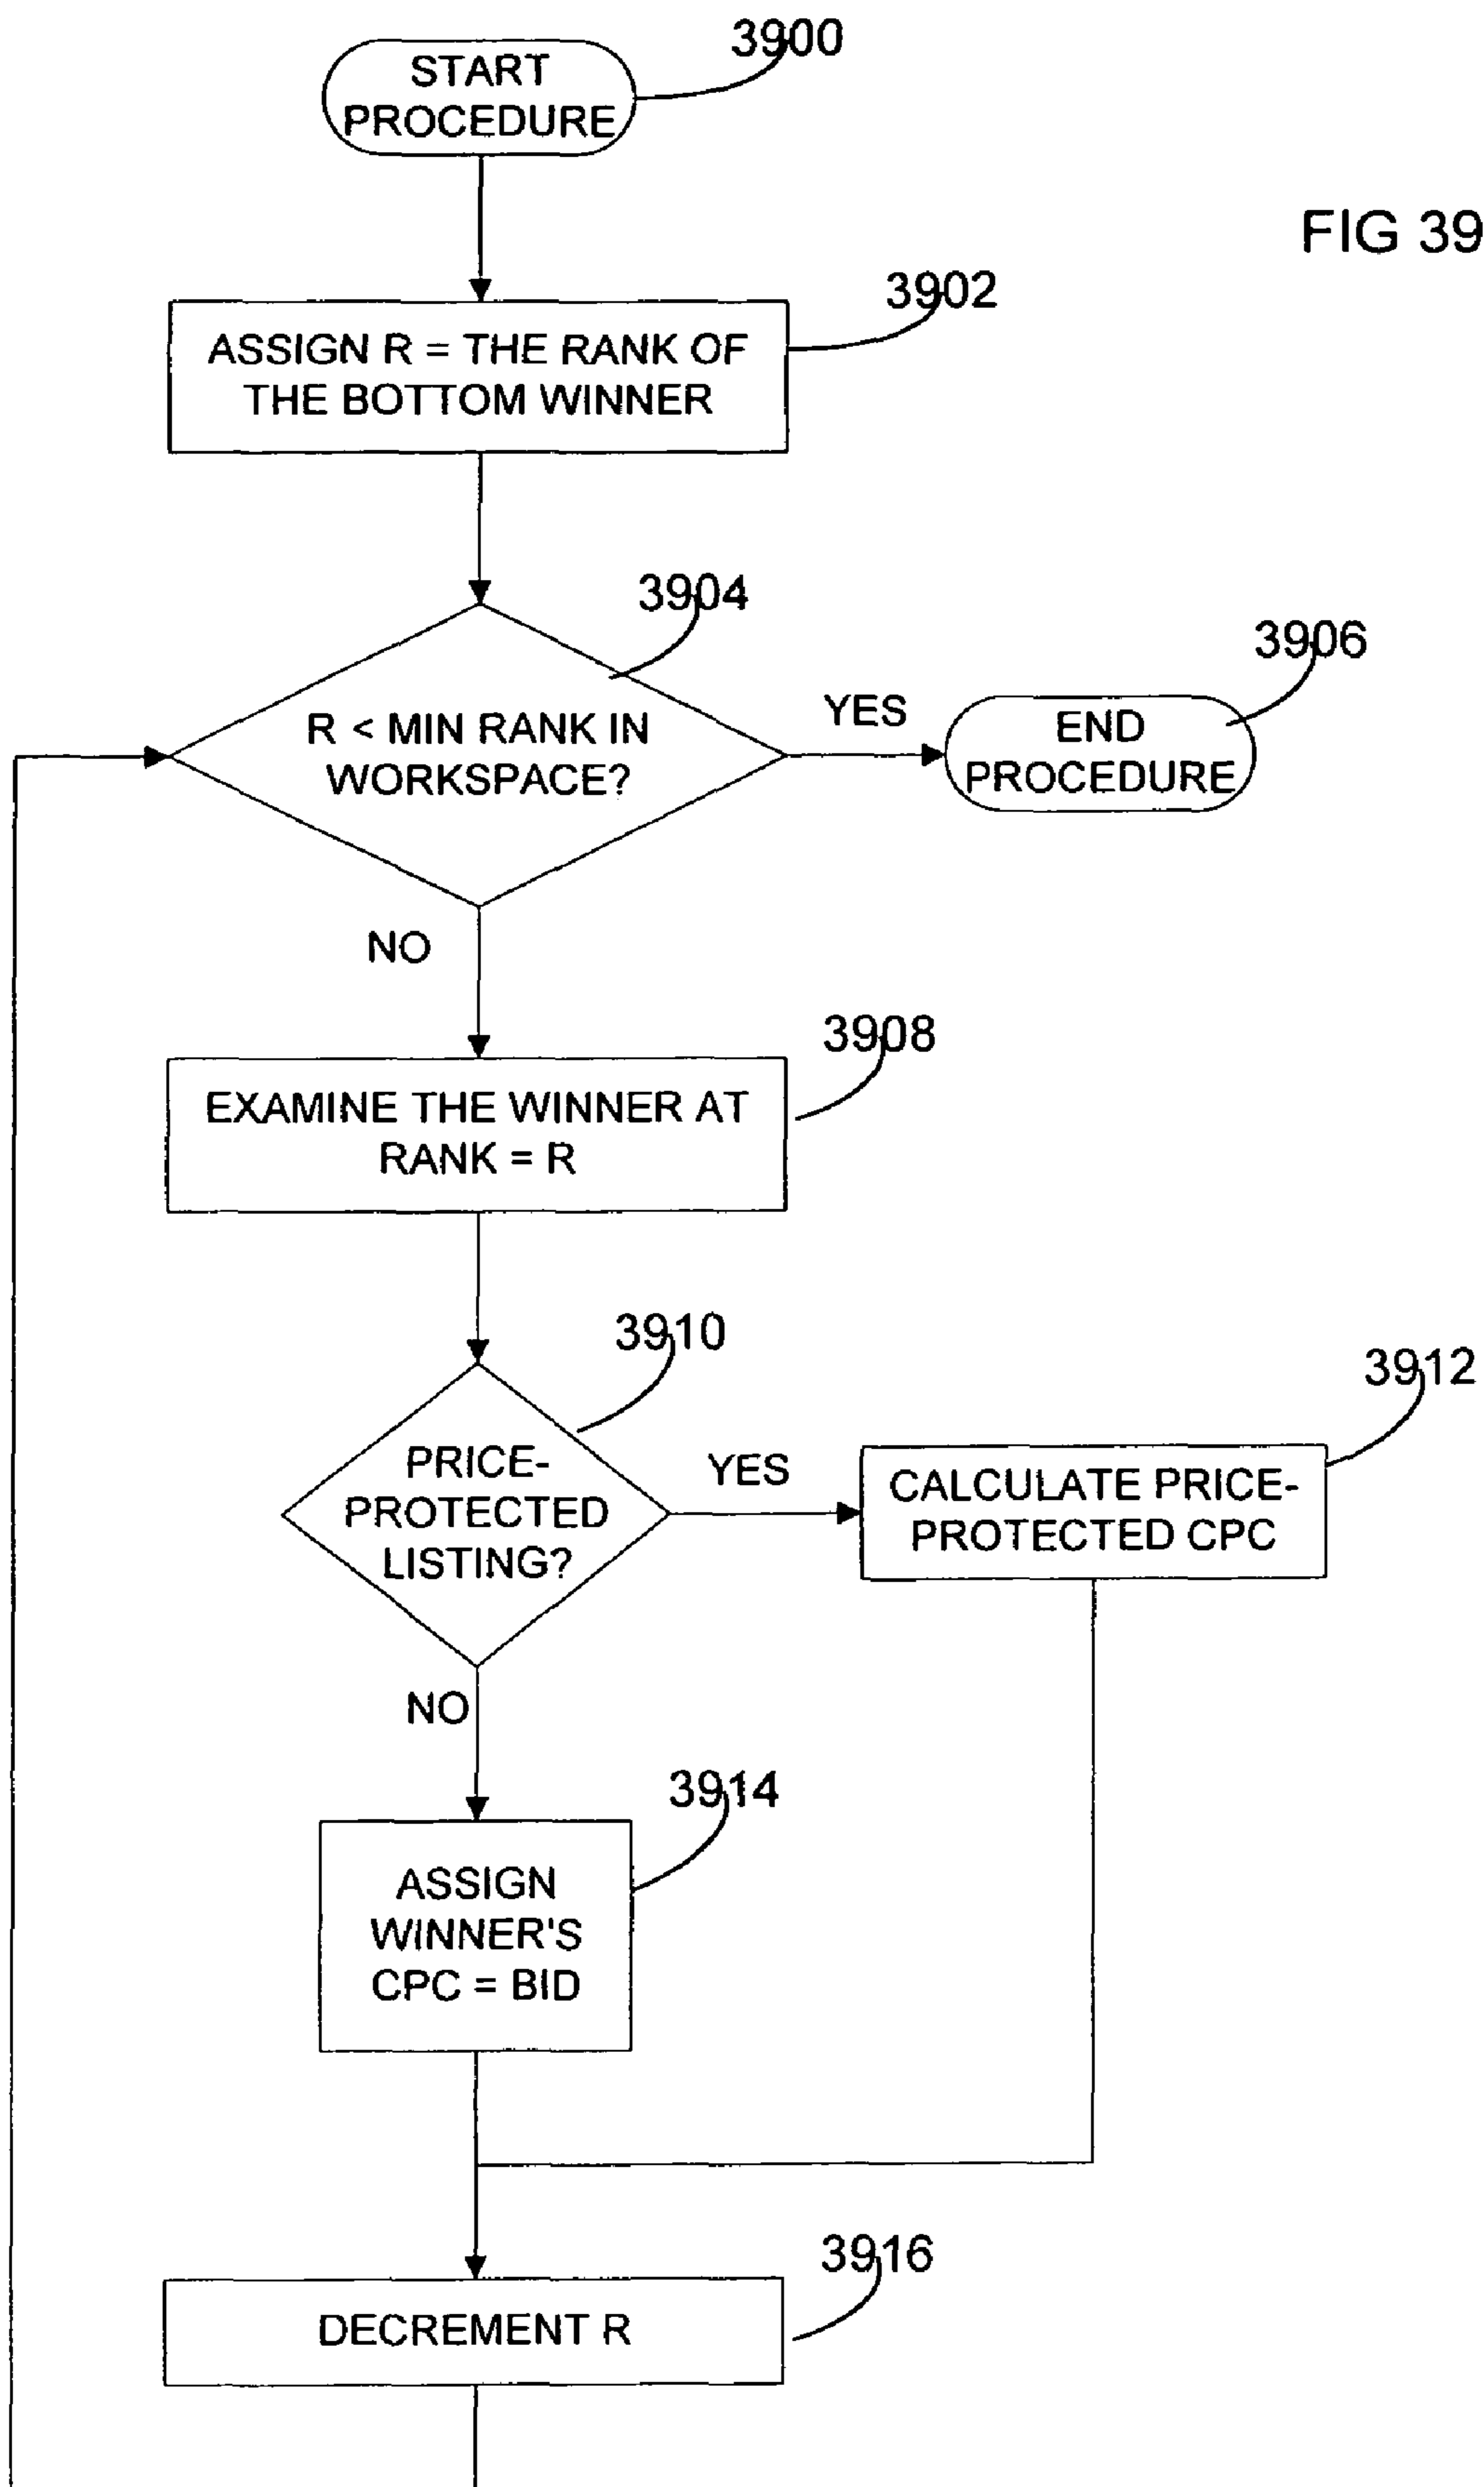 3900
START
PROCEDURE
FIG 39
3902
ASSIGN R = THE RANK OF
THE BOTTOM WINNER
3904
R < MIN RANK IN
WORKSPACE?
YES
3906
END
PROCEDURE
NO
3908
EXAMINE THE WINNER AT
RANK = R
3910
PRICE-
PROTECTED
LISTING?
YES
3912
CALCULATE PRICE-
PROTECTED CPC
NO
3914
ASSIGN
WINNER'S
CPC = BID
3916
DECREMENT R